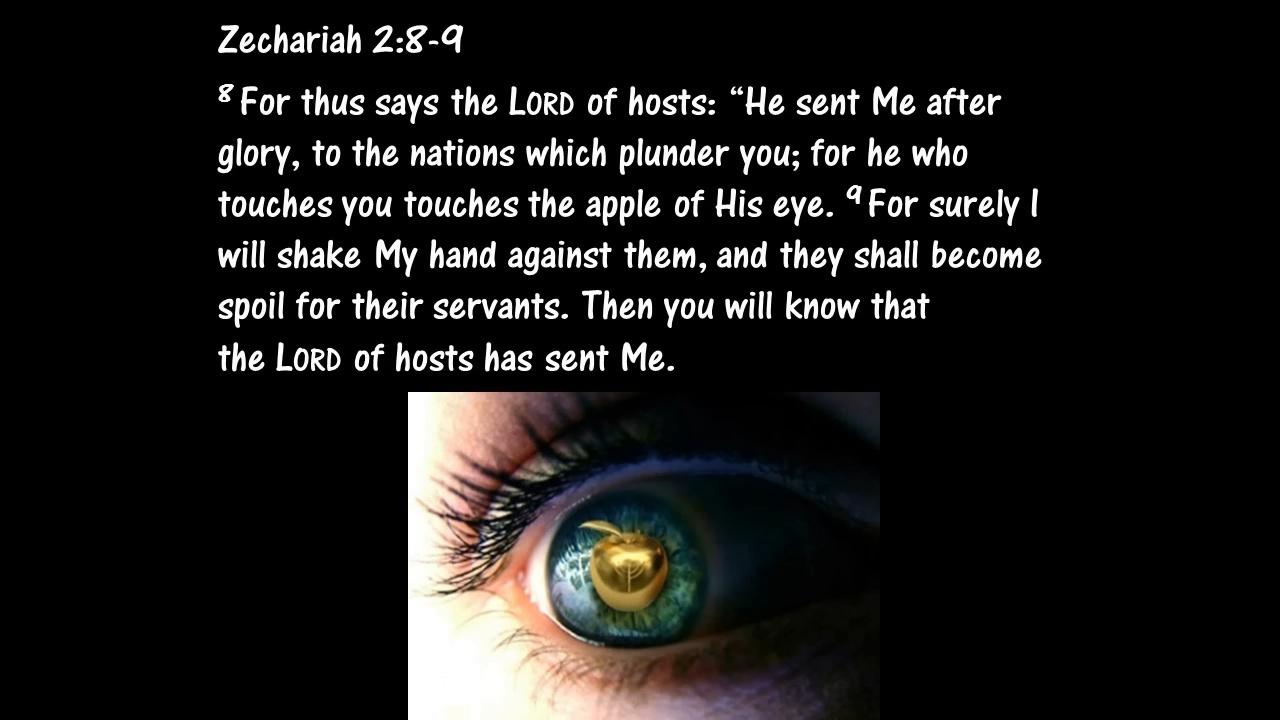 Zechariah 2:8-9
8 For thus says the LORD of hosts: “He sent Me after
glory, to the nations which plunder you; for he who
touches you touches the apple of His eye. 9 For surely I
will shake My hand against them, and they shall become
spoil for their servants. Then you will know that
the LORD of hosts has sent Me.